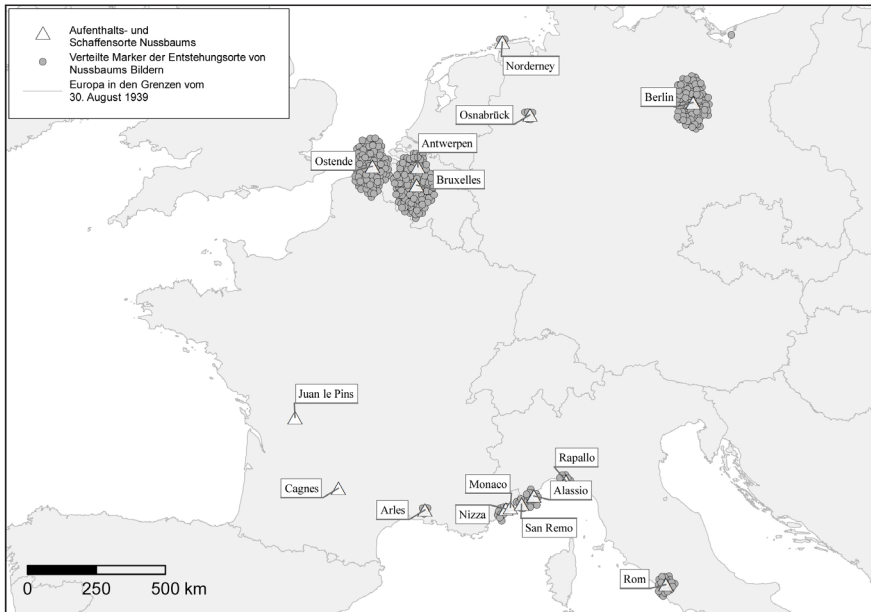 Aufenthalts- und
Schaffensorte Nussbaums
Verteilte Marker der Entstehungsorte von
Nussbaums Bildern
Europa in den Grenzen vom
30. August 1939
Norderney
Berlin
Osnabrück
Antwerpen
Ostende
Bruxelles
Juan le Pins
Rapallo
Monaco
Cagnes
Alassio
Arles
Nizza
San Remo
Rom
0 250 500 km